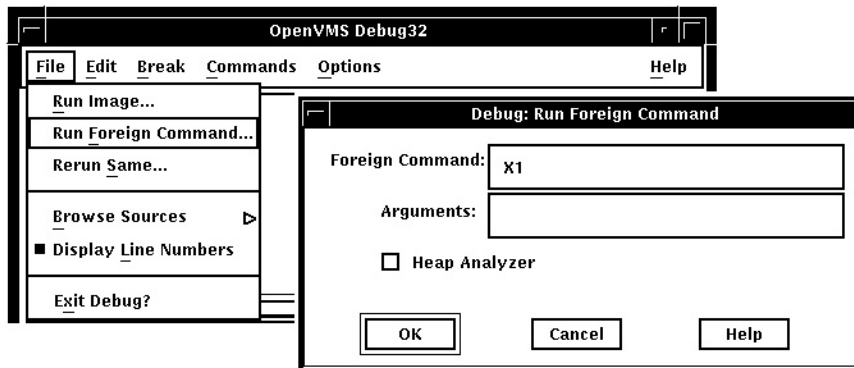 OpenVMS Debug32
File Edit Break Commands Options Help
Run Image...
Run Foreign Command...
Rerun Same...
Browse Sources
Display Line Numbers
Exit Debug?
Debug: Run Foreign Command
Foreign Command: X1
Arguments:
Heap Analyzer
OK Cancel Help